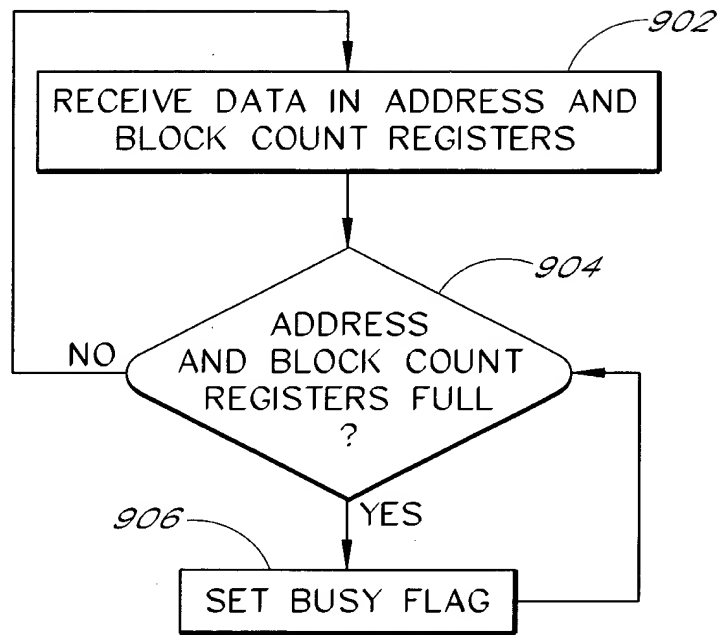 902
RECEIVE DATA IN ADDRESS AND
BLOCK COUNT REGISTERS
904
ADDRESS
AND BLOCK COUNT
REGISTERS FULL
?
NO
YES
906
SET BUSY FLAG